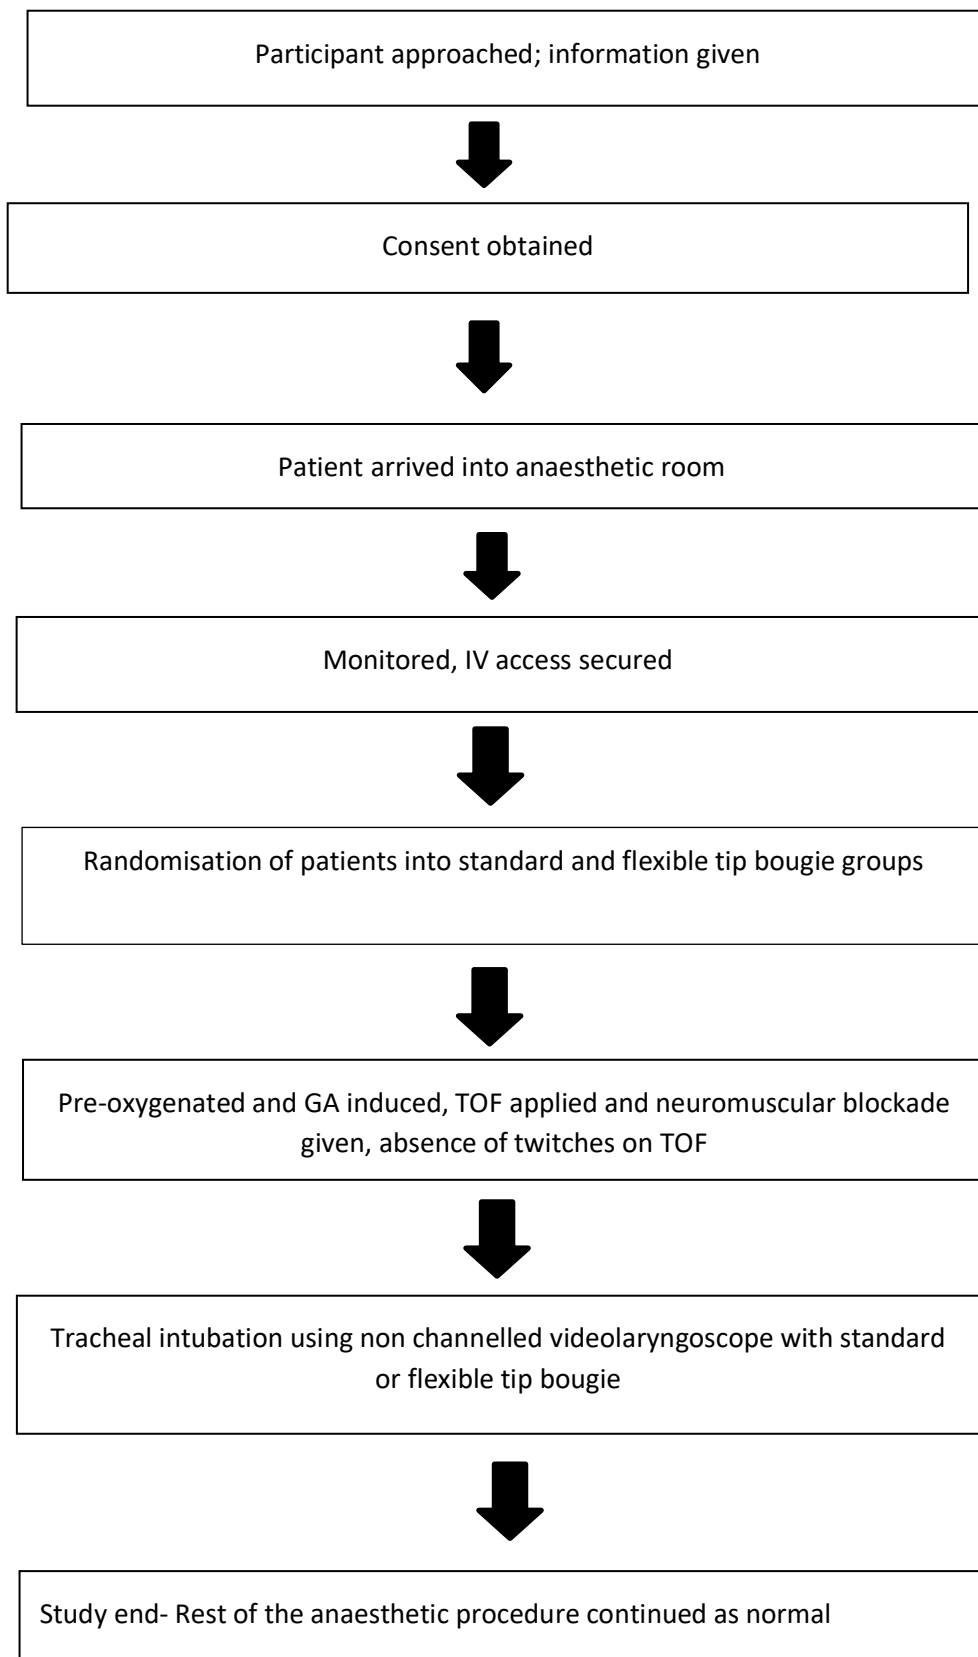 Participant approached; information given
Consent obtained
Patient arrived into anaesthetic room
Monitored, IV access secured
Randomisation of patients into standard and flexible tip bougie groups
Pre-oxygenated and GA induced, TOF applied and neuromuscular blockade
given, absence of twitches on TOF
Tracheal intubation using non channelled videolaryngoscope with standard
or flexible tip bougie
Study end- Rest of the anaesthetic procedure continued as normal